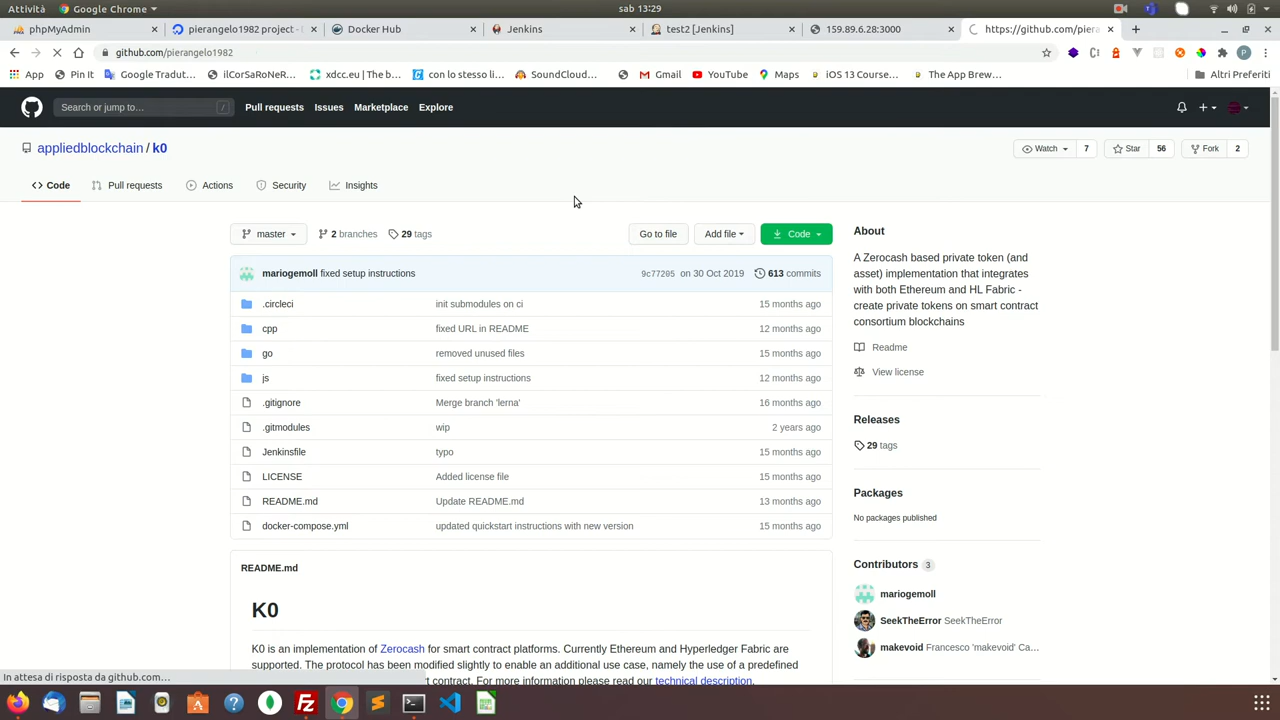 Attività Google Chrome sab 13:29
phpMyAdmin pierangelo1982 project - Docker Hub Jenkins test2 [Jenkins] 159.89.6.28:3000 https://github.com/piera
github.com/pierangelo1982
App Pin It Google Tradut… ilCorSaRoNeR… xdcc.eu | The b… con lo stesso li… SoundCloud… Gmail YouTube Maps iOS 13 Course… The App Brew… Altri Preferiti
Search or jump to… / Pull requests Issues Marketplace Explore
appliedblockchain / k0 Watch 7 Star 56 Fork 2
Code Pull requests Actions Security Insights
master 2 branches 29 tags Go to file Add file Code
About
A Zerocash based private token (and
asset) implementation that integrates
with both Ethereum and HL Fabric -
create private tokens on smart contract
consortium blockchains
mariogemoll fixed setup instructions 9c77205 on 30 Oct 2019 613 commits
.circleci init submodules on ci 15 months ago
cpp fixed URL in README 12 months ago
go removed unused files 15 months ago
js fixed setup instructions 12 months ago
.gitignore Merge branch 'lerna' 16 months ago
.gitmodules wip 2 years ago
Jenkinsfile typo 15 months ago
LICENSE Added license file 15 months ago
README.md Update README.md 13 months ago
docker-compose.yml updated quickstart instructions with new version 15 months ago
Readme
View license
Releases
29 tags
Packages
No packages published
Contributors 3
mariogemoll
SeekTheError SeekTheError
makevoid Francesco 'makevoid' Ca…
README.md
K0
K0 is an implementation of Zerocash for smart contract platforms. Currently Ethereum and Hyperledger Fabric are
supported. The protocol has been modified slightly to enable an additional use case, namely the use of a predefined
contract. For more information please read our technical description.
In attesa di risposta da github.com…